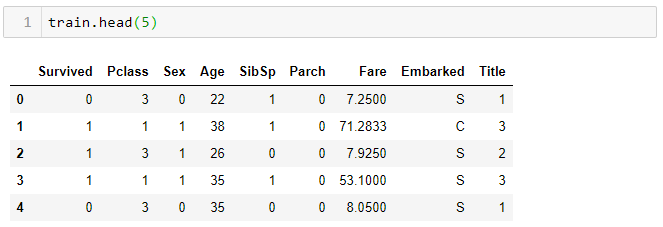 1 train.head(5)
Survived Pclass Sex Age SibSp Parch Fare Embarked Title
0 0 3 0 22 1 0 7.2500 S 1
1 1 1 1 38 1 0 71.2833 C 3
2 1 3 1 26 0 0 7.9250 S 2
3 1 1 1 35 1 0 53.1000 S 3
4 0 3 0 35 0 0 8.0500 S 1